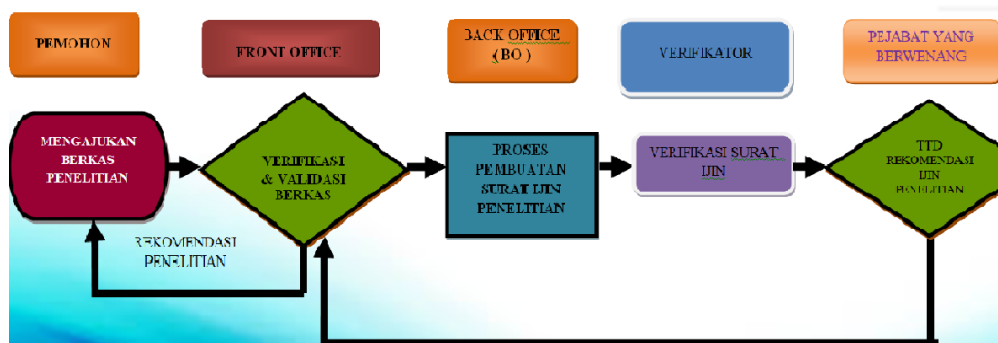 PEMOHON
FRONT OFFICE
BACK OFFICE
(BO )
VERIFIKATOR
PEJABAT YANG
BERWENANG
MENGAJUKAN
BERKAS
PENELITIAN
VERIFIKASI
& VALIDASI
BERKAS
PROSES
PEMBUATAN
SURAT IJIN
PENELITIAN
VERIFIKASI SURAT
IJIN
TTD
REKOMENDASI
IJIN
PENELITIAN
REKOMENDASI
PENELITIAN